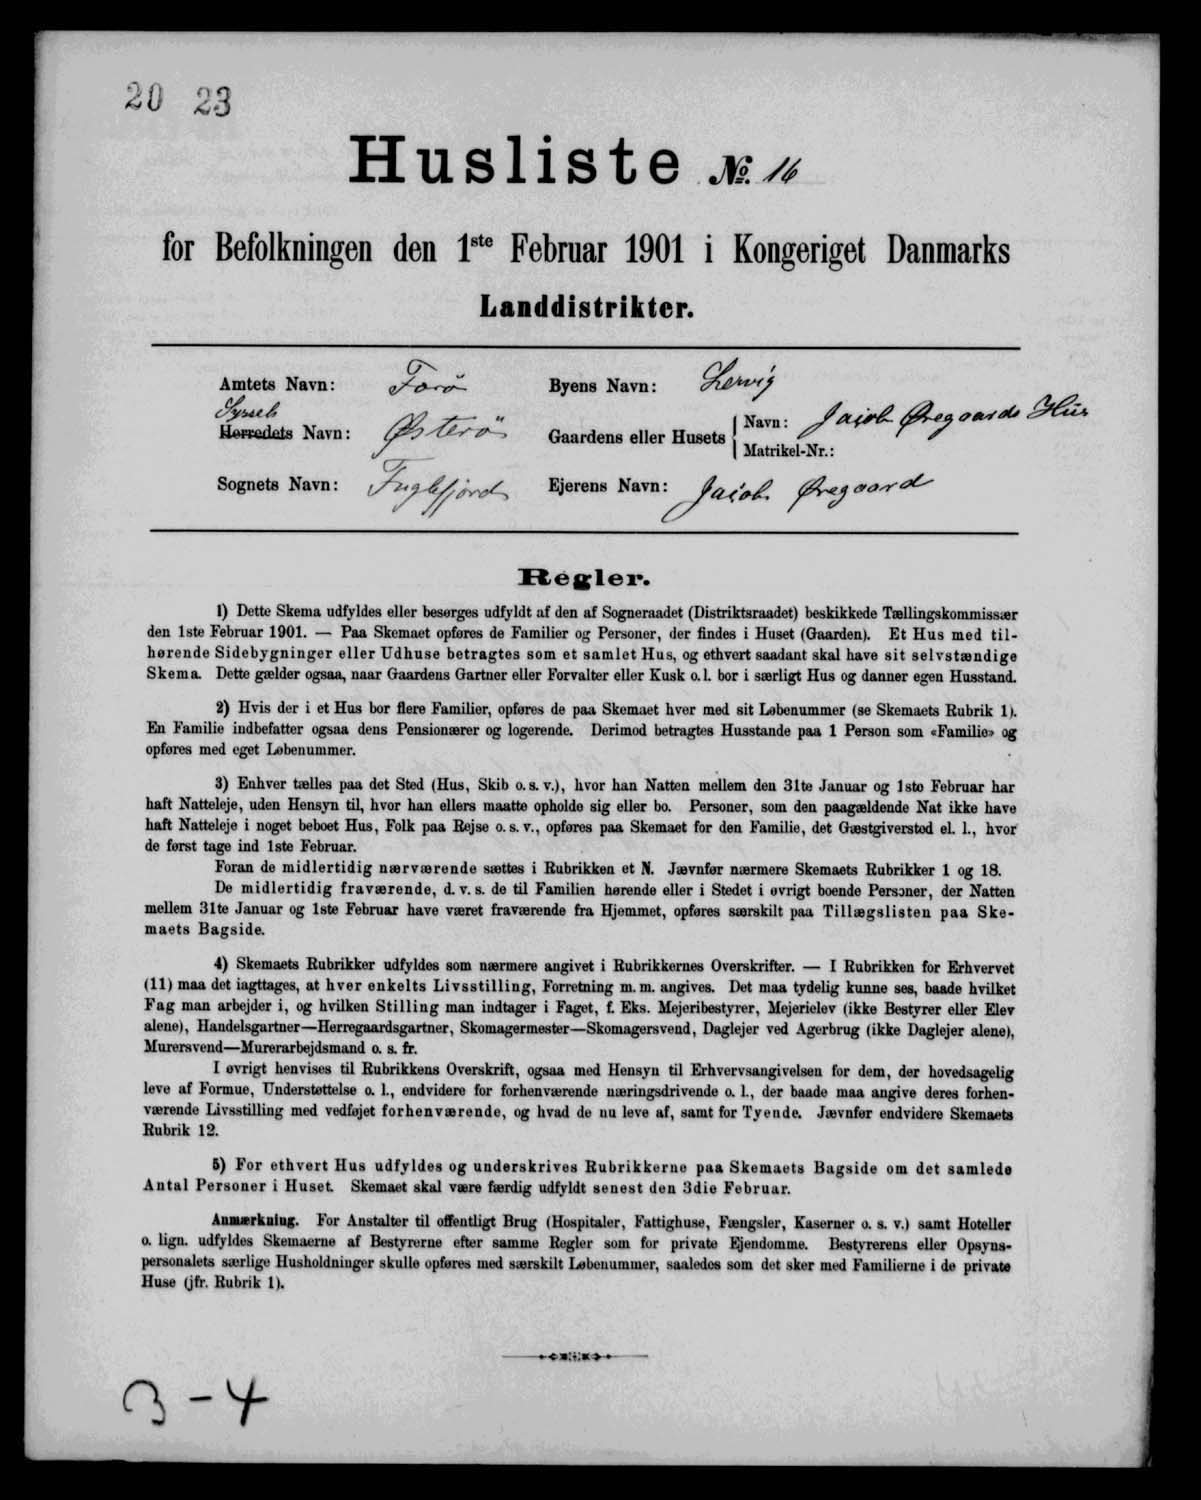 20 23
Husliste No. 16
for Befolkningen den 1ste Februar 1901 i Kongeriget Danmarks
Landdistrikter.
Amtets Navn: Færø
Byens Navn: Lervig
Syssels
Herredets Navn: Østerö
Gaardens eller Husets Navn: Jacob Øregaards Hus
Matrikel-Nr.:
Sognets Navn: Fuglefjord
Ejerens Navn: Jacob Øregaard
Regler.
1) Dette Skema udfyldes eller besørges udfyldt af den af Sogneraadet (Distriktsraadet) beskikkede Tællingskommissær
den 1ste Februar 1901. — Paa Skemaet opføres de Familier og Personer, der findes i Huset (Gaarden). Et Hus med til-
hørende Sidebygninger eller Udhuse betragtes som et samlet Hus, og ethvert saadant skal have sit selvstændige
Skema. Dette gælder ogsaa, naar Gaardens Gartner eller Forvalter eller Kusk o. l. bor i særligt Hus og danner egen Husstand.
2) Hvis der i et Hus bor flere Familier, opføres de paa Skemaet hver med sit Løbenummer (se Skemaets Rubrik 1).
En Familie indbefatter ogsaa dens Pensionærer og logerende. Derimod betragtes Husstande paa 1 Person som «Familie» og
opføres med eget Løbenummer.
3) Enhver tælles paa det Sted (Hus, Skib o. s. v.), hvor han Natten mellem den 31te Januar og 1ste Februar har
haft Natteleje, uden Hensyn til, hvor han ellers maatte opholde sig eller bo. Personer, som den paagældende Nat ikke have
haft Natteleje i noget beboet Hus, Folk paa Rejse o. s. v., opføres paa Skemaet for den Familie, det Gæstgiversted el. l., hvor
de først tage ind 1ste Februar.
Foran de midlertidig nærværende sættes i Rubrikken et N. Jævnfør nærmere Skemaets Rubrikker 1 og 18.
De midlertidig fraværende, d. v. s. de til Familien hørende eller i Stedet i øvrigt boende Personer, der Natten
mellem 31te Januar og 1ste Februar have været fraværende fra Hjemmet, opføres særskilt paa Tillægslisten paa Ske-
maets Bagside.
4) Skemaets Rubrikker udfyldes som nærmere angivet i Rubrikkernes Overskrifter. — I Rubrikken for Erhvervet
(11) maa det iagttages, at hver enkelts Livsstilling, Forretning m. m. angives. Det maa tydelig kunne ses, baade hvilket
Fag man arbejder i, og hvilken Stilling man indtager i Faget, f. Eks. Mejeribestyrer, Mejerielev (ikke Bestyrer eller Elev
alene), Handelsgartner—Herregaardsgartner, Skomagermester—Skomagersvend, Daglejer ved Agerbrug (ikke Daglejer alene),
Murersvend—Murerarbejdsmand o. s. fr.
I øvrigt henvises til Rubrikkens Overskrift, ogsaa med Hensyn til Erhvervsangivelsen for dem, der hovedsagelig
leve af Formue, Understøttelse o. l., endvidere for forhenværende næringsdrivende o. l., der baade maa angive deres forhen-
værende Livsstilling med vedføjet forhenværende, og hvad de nu leve af, samt for Tyende. Jævnfør endvidere Skemaets
Rubrik 12.
5) For ethvert Hus udfyldes og underskrives Rubrikkerne paa Skemaets Bagside om det samlede
Antal Personer i Huset. Skemaet skal være færdig udfyldt senest den 3die Februar.
Anmærkning. For Anstalter til offentligt Brug (Hospitaler, Fattighuse, Fængsler, Kaserner o. s. v.) samt Hoteller
o. lign. udfyldes Skemaerne af Bestyrerne efter samme Regler som for private Ejendomme. Bestyrerens eller Opsyns-
personalets særlige Husholdninger skulle opføres med særskilt Løbenummer, saaledes som det sker med Familierne i de private
Huse (jfr. Rubrik 1).
3-4